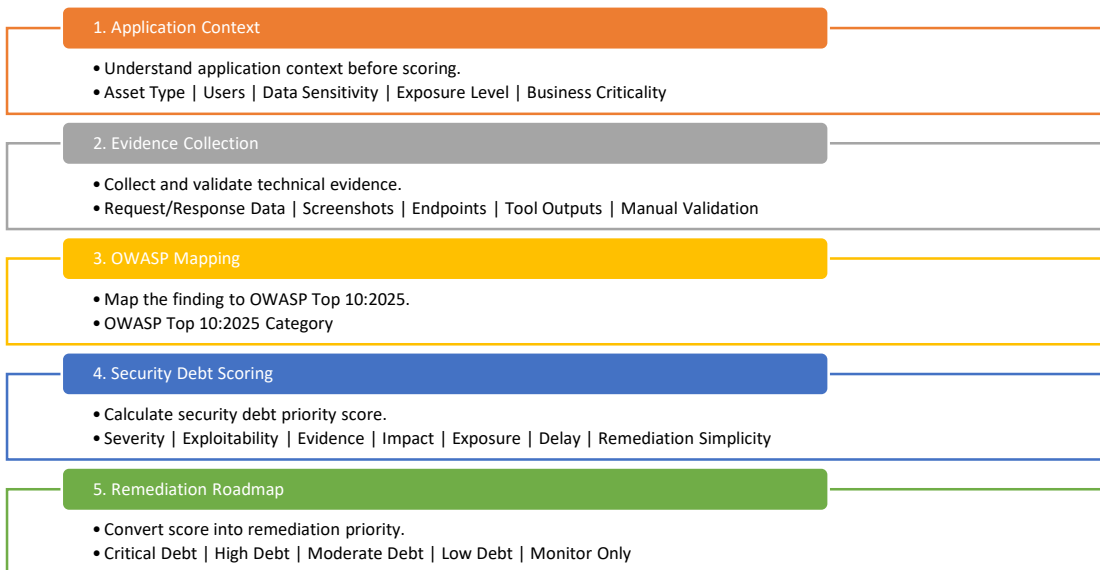 1. Application Context
• Understand application context before scoring.
• Asset Type | Users | Data Sensitivity | Exposure Level | Business Criticality
2. Evidence Collection
• Collect and validate technical evidence.
• Request/Response Data | Screenshots | Endpoints | Tool Outputs | Manual Validation
3. OWASP Mapping
• Map the finding to OWASP Top 10:2025.
• OWASP Top 10:2025 Category
4. Security Debt Scoring
• Calculate security debt priority score.
• Severity | Exploitability | Evidence | Impact | Exposure | Delay | Remediation Simplicity
5. Remediation Roadmap
• Convert score into remediation priority.
• Critical Debt | High Debt | Moderate Debt | Low Debt | Monitor Only